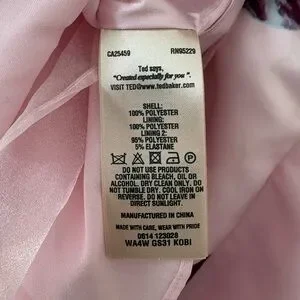 CA25459 RN95229
Ted says,
"Created especially for you".
VISIT TED@www.tedbaker.com
SHELL:
100% POLYESTER
LINING:
100% POLYESTER
LINING 2:
95% POLYESTER
5% ELASTANE
DO NOT USE PRODUCTS
CONTAINING BLEACH, OIL OR
ALCOHOL. DRY CLEAN ONLY. DO
NOT TUMBLE DRY. COOL IRON ON
REVERSE. DO NOT LEAVE IN
DIRECT SUNLIGHT.
MANUFACTURED IN CHINA
MADE WITH CARE, WEAR WITH PRIDE
0614 123028
WA4W GS31 KOBI